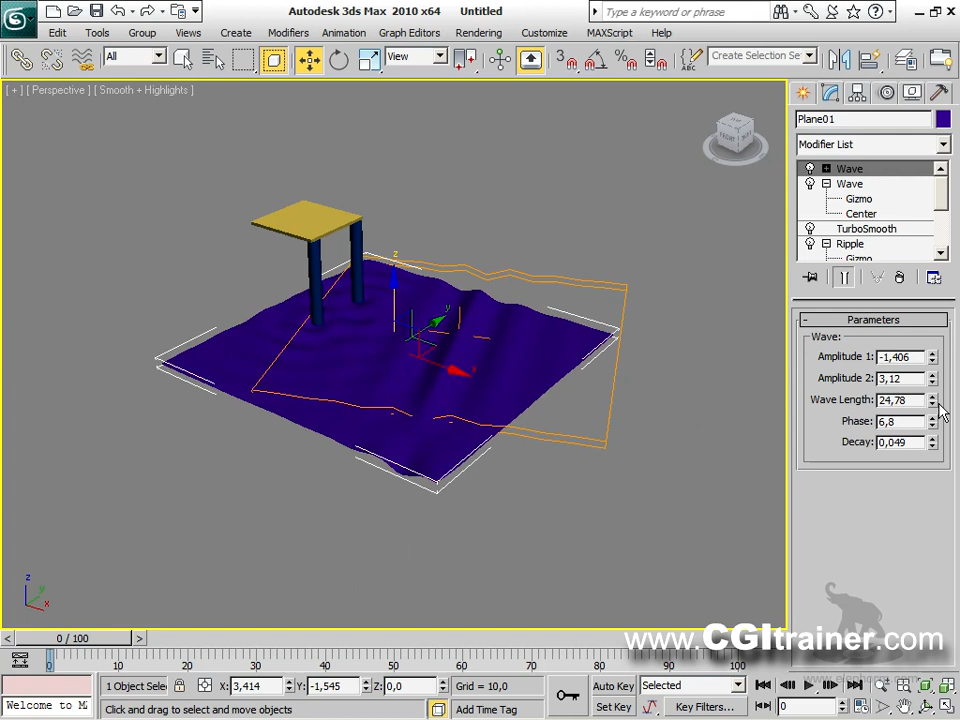 Autodesk 3ds Max 2010 x64 Untitled
Type a keyword or phrase
Edit Tools Group Views Create Modifiers Animation Graph Editors Rendering Customize MAXScript Help
All View 3 Create Selection Se
[ + ] [ Perspective ] [ Smooth + Highlights ]
Plane01
Modifier List
Wave
Wave
Gizmo
Center
TurboSmooth
Ripple
Gizmo
Parameters
Wave:
Amplitude 1: -1,406
Amplitude 2: 3,12
Wave Length: 24,78
Phase: 6,8
Decay: 0,049
z
y
x
z
y
x
FRONT
www.CGItrainer.com
< 0 / 100 >
0 10 20 30 40 50 60 70 80 90 100
1 Object Selec X: 3,414 Y: -1,545 Z: 0,0 Grid = 10,0 Auto Key Selected
Welcome to M Click and drag to select and move objects Add Time Tag Set Key Key Filters... 0